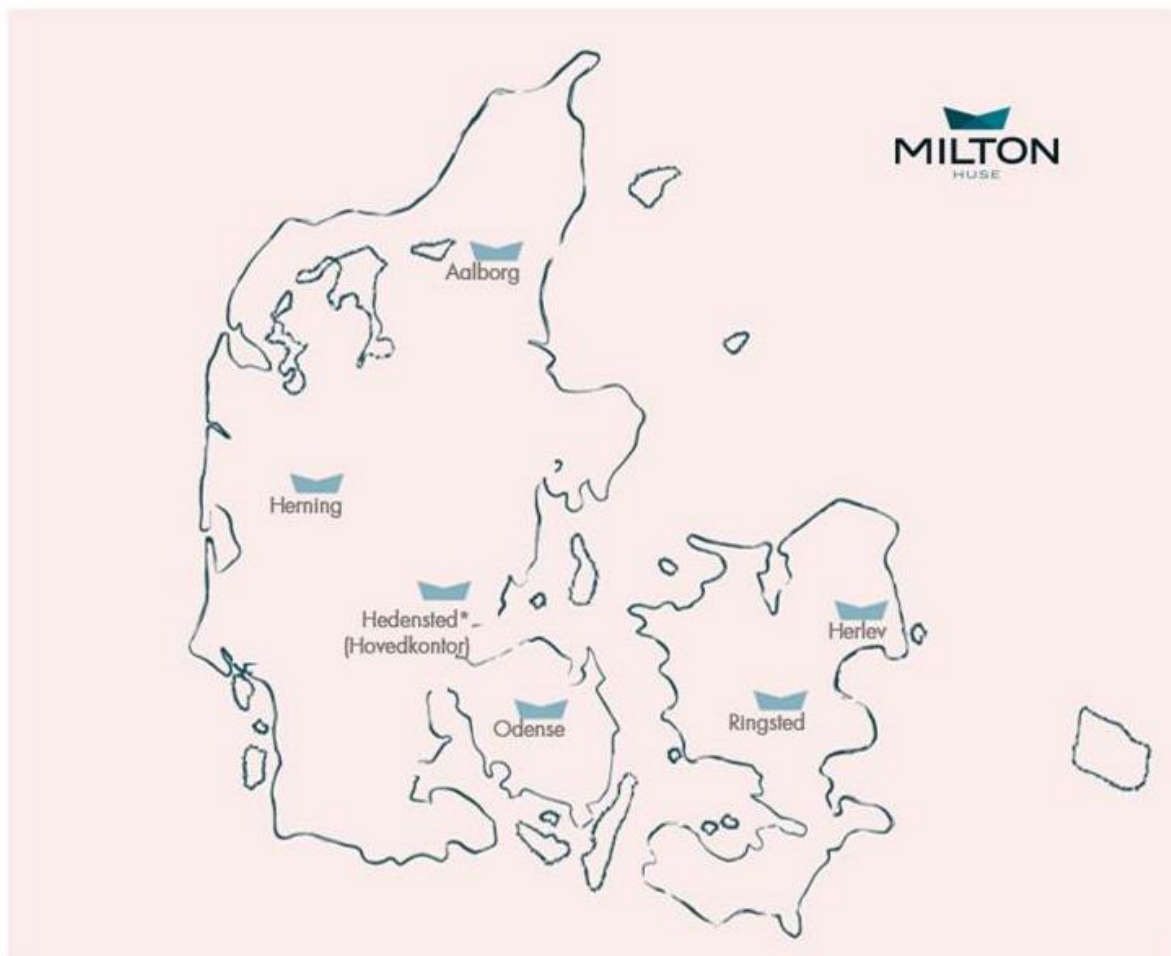 MILTON
HUSE
Aalborg
Herning
Hedensted*
(Hovedkontor)
Herlev
Odense
Ringsted